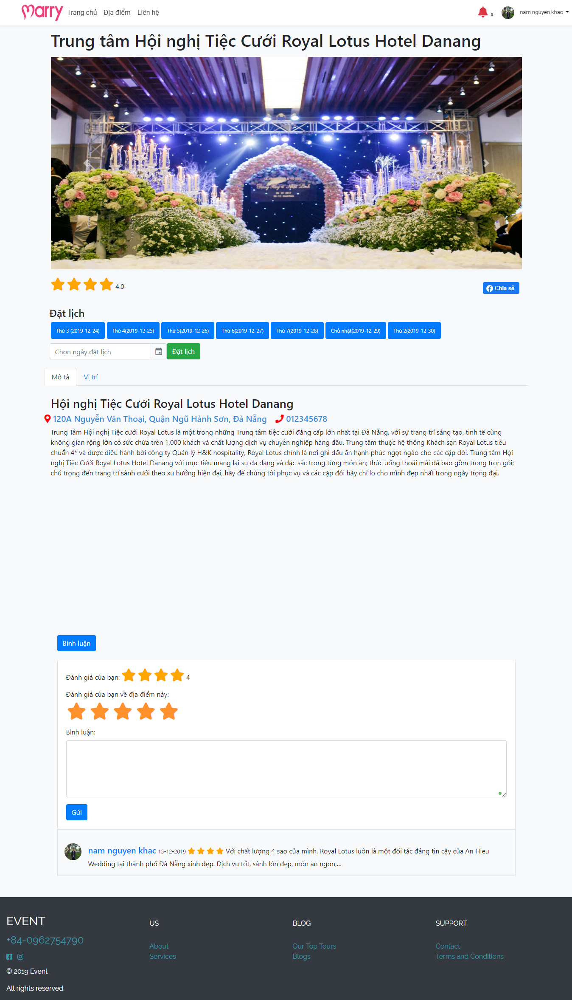 Marry Trang chủ Địa điểm Liên hệ 0 nam nguyen khac
Trung tâm Hội nghị Tiệc Cưới Royal Lotus Hotel Danang
4.0
Chia sẻ
Đặt lịch
Thứ 3 (2019-12-24) Thứ 4(2019-12-25) Thứ 5(2019-12-26) Thứ 6(2019-12-27) Thứ 7(2019-12-28) Chủ nhật(2019-12-29) Thứ 2(2019-12-30)
Chọn ngày đặt lịch Đặt lịch
Mô tả Vị trí
Hội nghị Tiệc Cưới Royal Lotus Hotel Danang
120A Nguyễn Văn Thoại, Quận Ngũ Hành Sơn, Đà Nẵng 012345678
Trung Tâm Hội nghị Tiệc cưới Royal Lotus là một trong những Trung tâm tiệc cưới đẳng cấp lớn nhất tại Đà Nẵng, với sự trang trí sáng tạo, tinh tế cùng
không gian rộng lớn có sức chứa trên 1,000 khách và chất lượng dịch vụ chuyên nghiệp hàng đầu. Trung tâm thuộc hệ thống Khách sạn Royal Lotus tiêu
chuẩn 4* và được điều hành bởi công ty Quản lý H&K hospitality, Royal Lotus chính là nơi ghi dấu ấn hạnh phúc ngọt ngào cho các cặp đôi. Trung tâm Hội
nghị Tiệc Cưới Royal Lotus Hotel Danang với mục tiêu mang lại sự đa dạng và đặc sắc trong từng món ăn; thức uống thoải mái đã bao gồm trong trọn gói;
chú trọng đến trang trí sảnh cưới theo xu hướng hiện đại, hãy để chúng tôi phục vụ và các cặp đôi hãy chỉ lo cho mình đẹp nhất trong ngày trọng đại.
Bình luận
Đánh giá của bạn: 4
Đánh giá của bạn về địa điểm này:
Bình luận:
Gửi
nam nguyen khac 15-12-2019 Với chất lượng 4 sao của mình, Royal Lotus luôn là một đối tác đáng tin cậy của An Hieu
Wedding tại thành phố Đà Nẵng xinh đẹp. Dịch vụ tốt, sảnh lớn đẹp, món ăn ngon,...
EVENT
+84-0962754790
© 2019 Event
All rights reserved.
US
About
Services
BLOG
Our Top Tours
Blogs
SUPPORT
Contact
Terms and Conditions